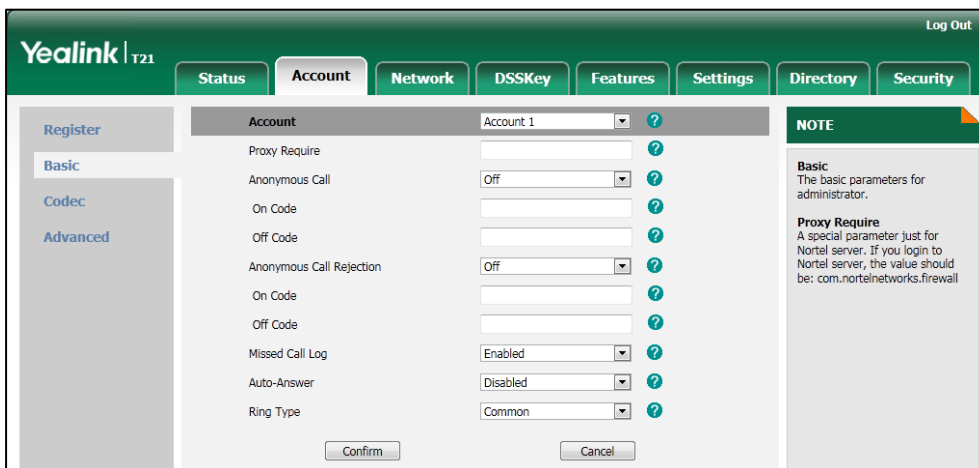 Log Out
Yealink T21
Status Account Network DSSKey Features Settings Directory Security
Register
Basic
Codec
Advanced
Account Account 1 ?
Proxy Require ?
Anonymous Call Off ?
On Code ?
Off Code ?
Anonymous Call Rejection Off ?
On Code ?
Off Code ?
Missed Call Log Enabled ?
Auto-Answer Disabled ?
Ring Type Common ?
Confirm Cancel
NOTE
Basic
The basic parameters for
administrator.
Proxy Require
A special parameter just for
Nortel server. If you login to
Nortel server, the value should
be: com.nortelnetworks.firewall